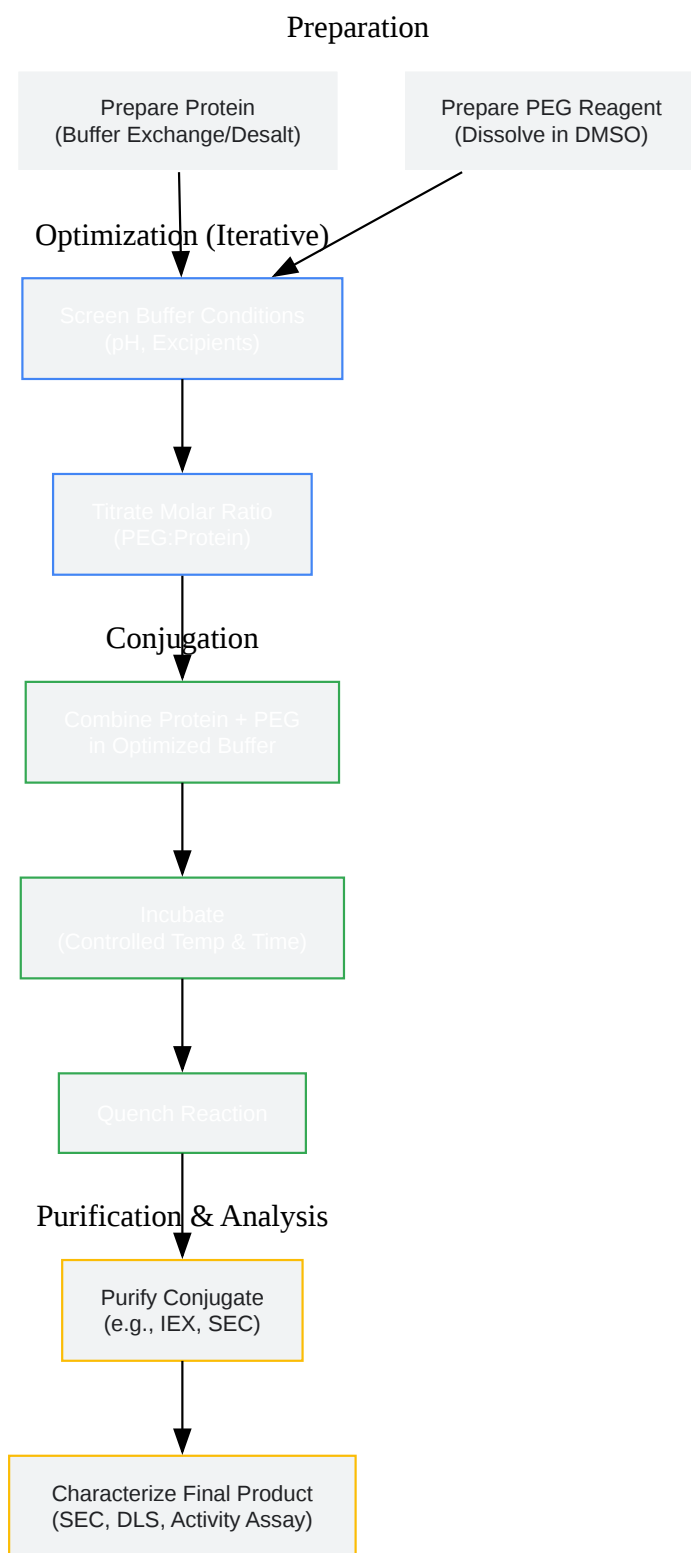 Preparation
Prepare Protein
(Buffer Exchange/Desalt)
Prepare PEG Reagent
(Dissolve in DMSO)
Optimization (Iterative)
Screen Buffer Conditions
(pH, Excipients)
Titrate Molar Ratio
(PEG:Protein)
Conjugation
Combine Protein + PEG
in Optimized Buffer
Incubate
(Controlled Temp & Time)
Quench Reaction
Purification & Analysis
Purify Conjugate
(e.g., IEX, SEC)
Characterize Final Product
(SEC, DLS, Activity Assay)